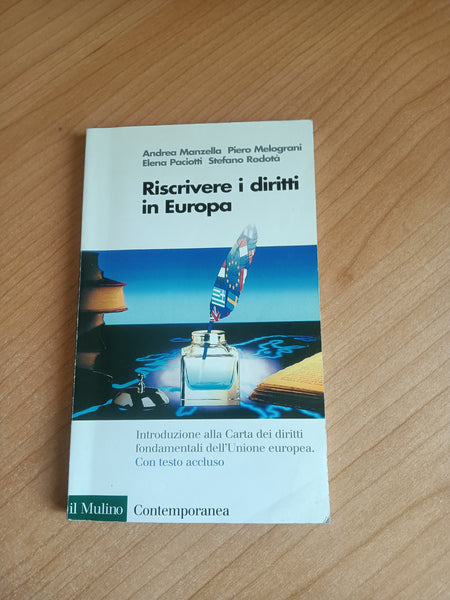 Andrea Manzella Piero Melograni
Elena Paciotti Stefano Rodotà
Riscrivere i diritti
in Europa
Introduzione alla Carta dei diritti
fondamentali dell'Unione europea.
Con testo accluso
il Mulino Contemporanea